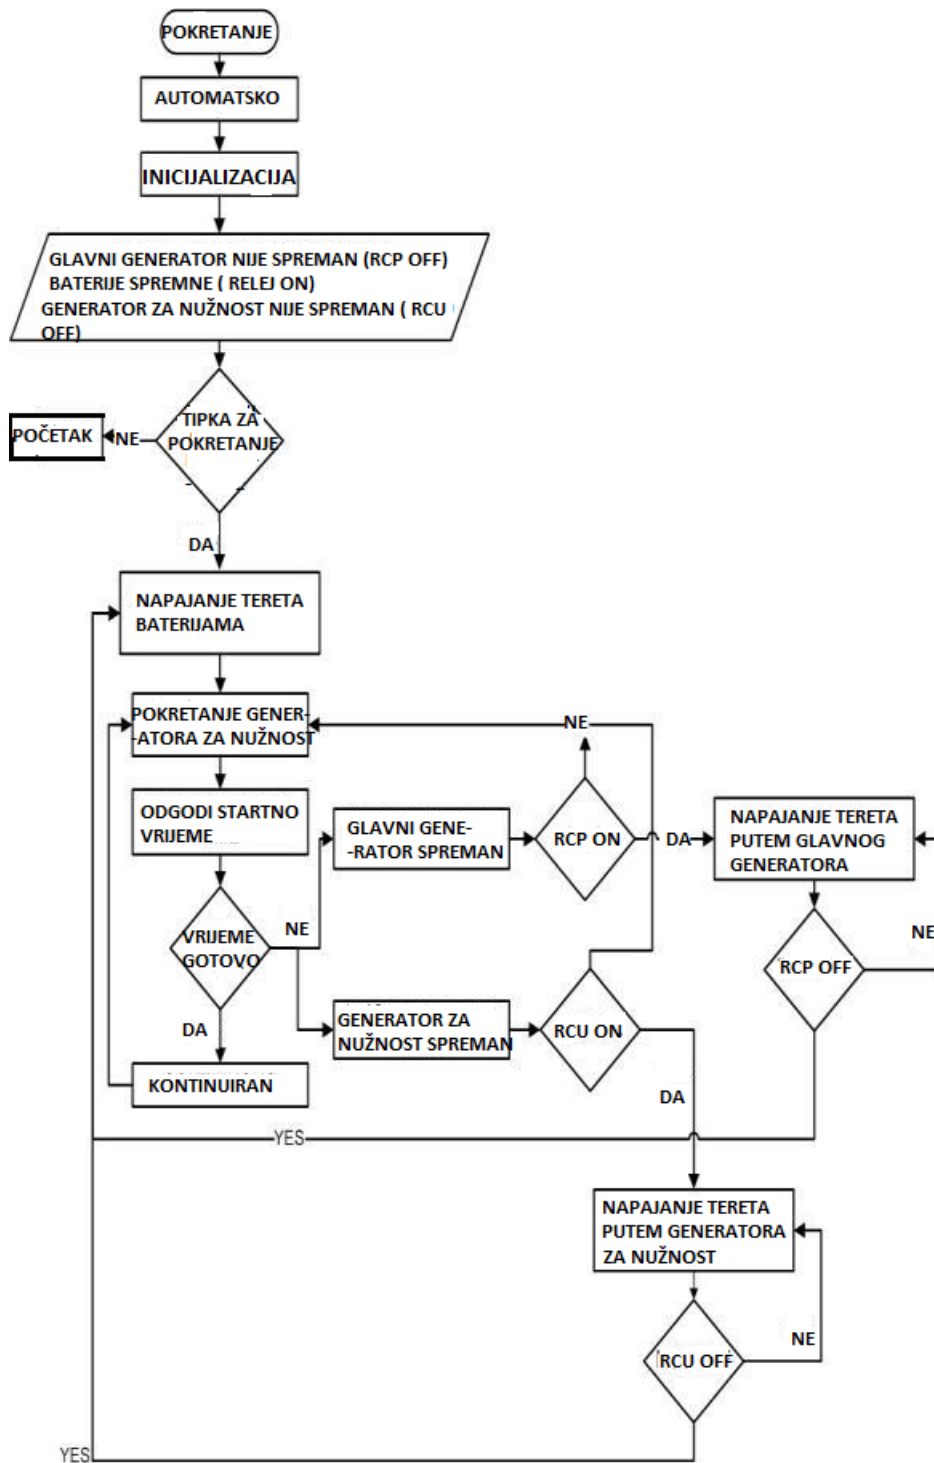 POKRETANJE
AUTOMATSKO
INICIJALIZACIJA
GLAVNI GENERATOR NIJE SPREMAN (RCP OFF)
BATERIJE SPREMNE ( RELEJ ON)
GENERATOR ZA NUŽNOST NIJE SPREMAN ( RCU
OFF)
TIPKA ZA
POKRETANJE
NE
POČETAK
DA
NAPAJANJE TERETA
BATERIJAMA
POKRETANJE GENER-
-ATORA ZA NUŽNOST
NE
ODGODI STARTNO
VRIJEME
GLAVNI GENE-
-RATOR SPREMAN
RCP ON
DA
NAPAJANJE TERETA
PUTEM GLAVNOG
GENERATORA
VRIJEME
GOTOVO
NE
RCP OFF
NE
DA
GENERATOR ZA
NUŽNOST SPREMAN
RCU ON
KONTINUIRAN
DA
YES
NAPAJANJE TERETA
PUTEM GENERATORA
ZA NUŽNOST
RCU OFF
NE
YES